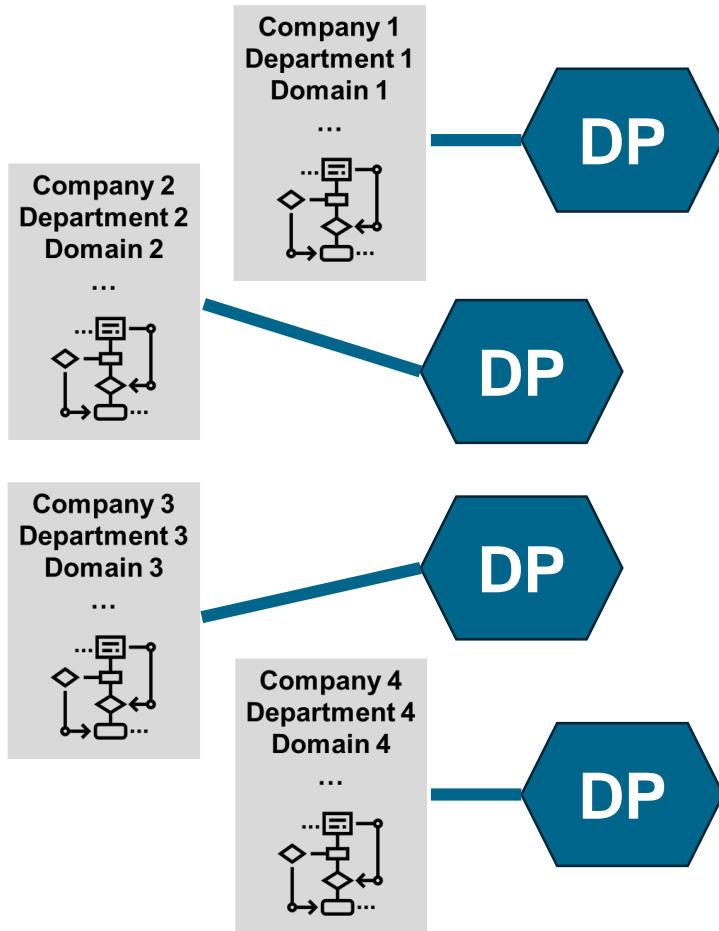 Company 1
Department 1
Domain 1
...
DP
Company 2
Department 2
Domain 2
...
DP
Company 3
Department 3
Domain 3
...
DP
Company 4
Department 4
Domain 4
...
DP